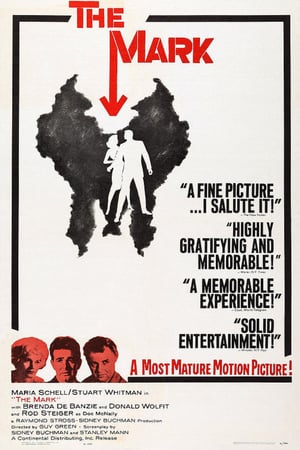 THE
MARK
"A FINE PICTURE
...I SALUTE IT!"
"HIGHLY
GRATIFYING AND
MEMORABLE!"
"A MEMORABLE
EXPERIENCE!"
"SOLID
ENTERTAINMENT!"
A MOST MATURE MOTION PICTURE!
MARIA SCHELL/STUART WHITMAN in
"THE MARK"
with BRENDA DE BANZIE and DONALD WOLFIT
and ROD STEIGER as Doc McNally
A RAYMOND STROSS-SIDNEY BUCHMAN Production
Directed by GUY GREEN · Screenplay by
SIDNEY BUCHMAN and STANLEY MANN
A Continental Distributing, Inc. Release